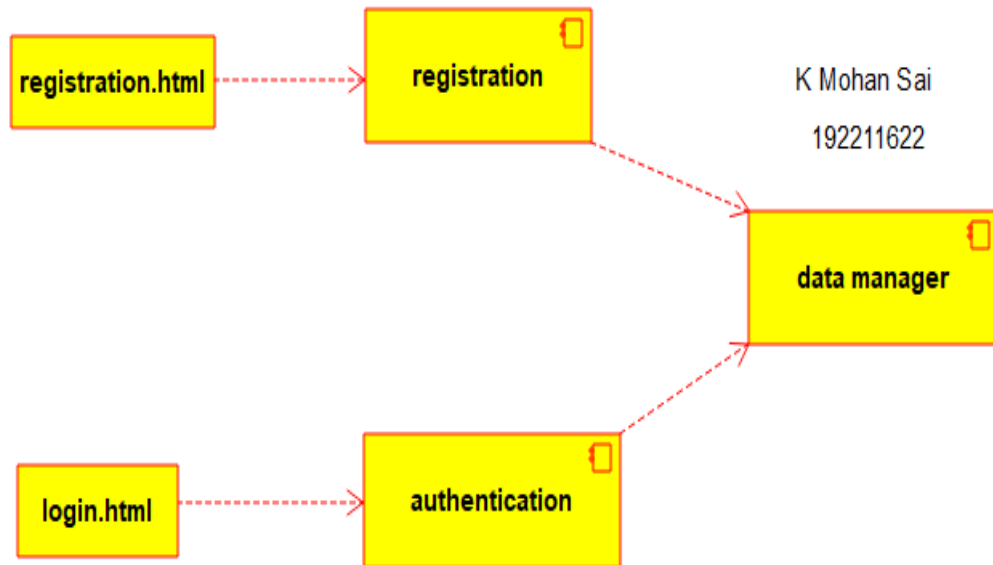 registration.html
registration
K Mohan Sai
192211622
data manager
login.html
authentication